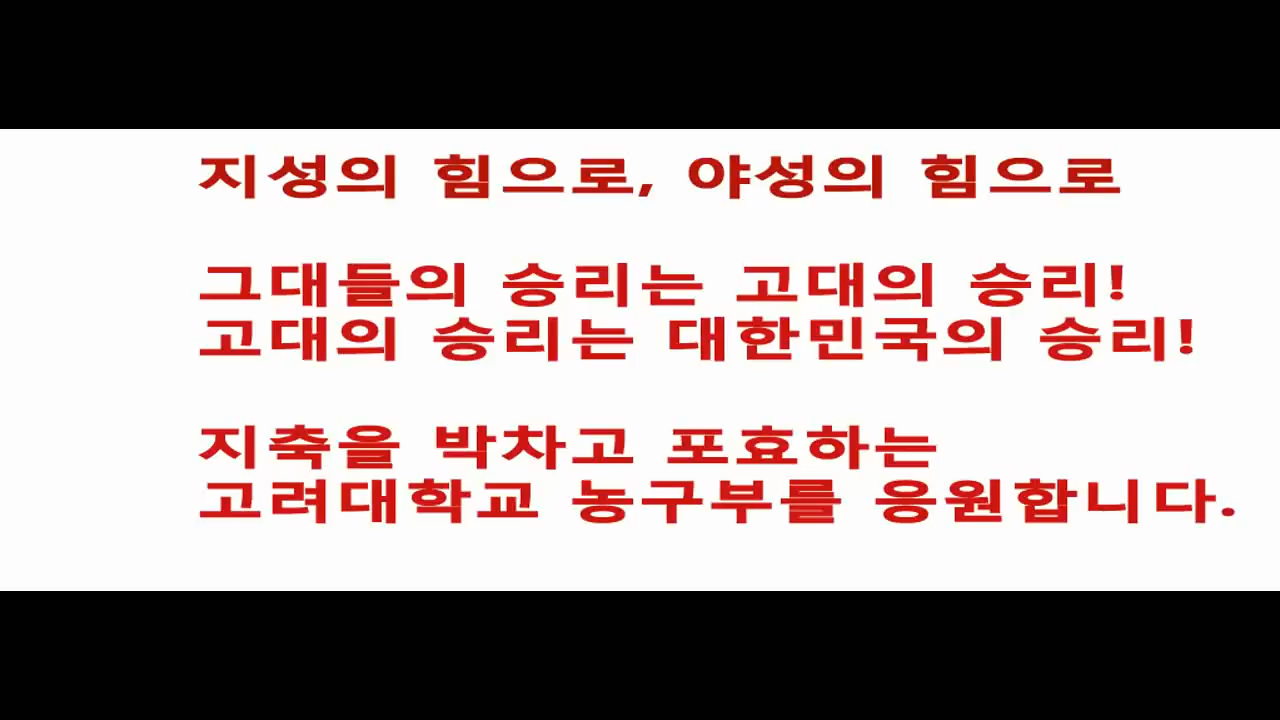 지성의 힘으로, 야성의 힘으로
그대들의 승리는 고대의 승리!
고대의 승리는 대한민국의 승리!
지축을 박차고 포효하는
고려대학교 농구부를 응원합니다.